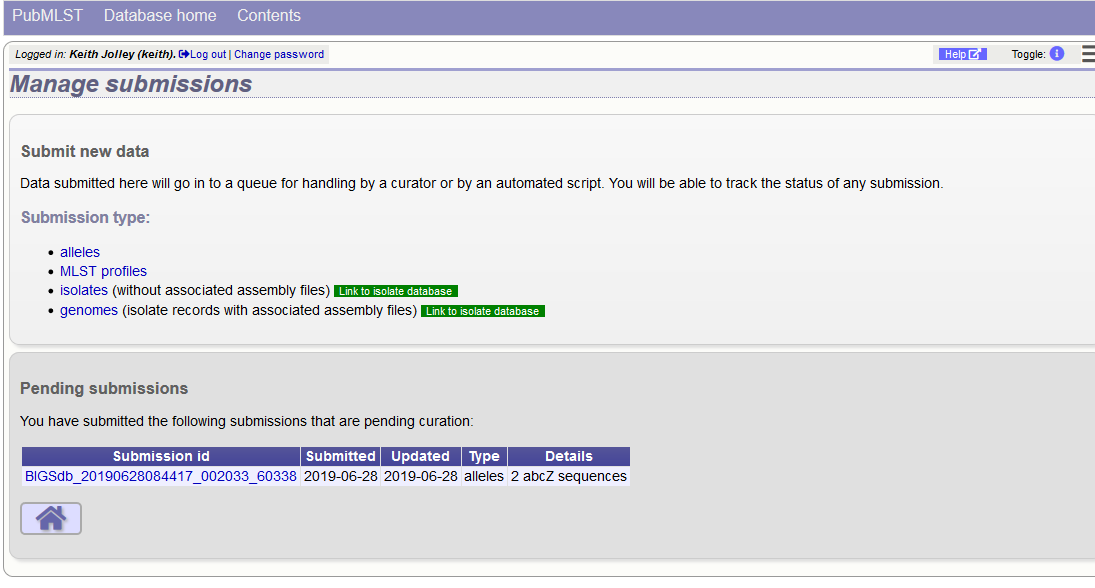 PubMLST Database home Contents
Logged in: Keith Jolley (keith). Log out | Change password Help Toggle: i
Manage submissions
Submit new data
Data submitted here will go in to a queue for handling by a curator or by an automated script. You will be able to track the status of any submission.
Submission type:
• alleles
• MLST profiles
• isolates (without associated assembly files) Link to isolate database
• genomes (isolate records with associated assembly files) Link to isolate database
Pending submissions
You have submitted the following submissions that are pending curation:
Submission id Submitted Updated Type Details
BIGSdb_20190628084417_002033_60338 2019-06-28 2019-06-28 alleles 2 abcZ sequences